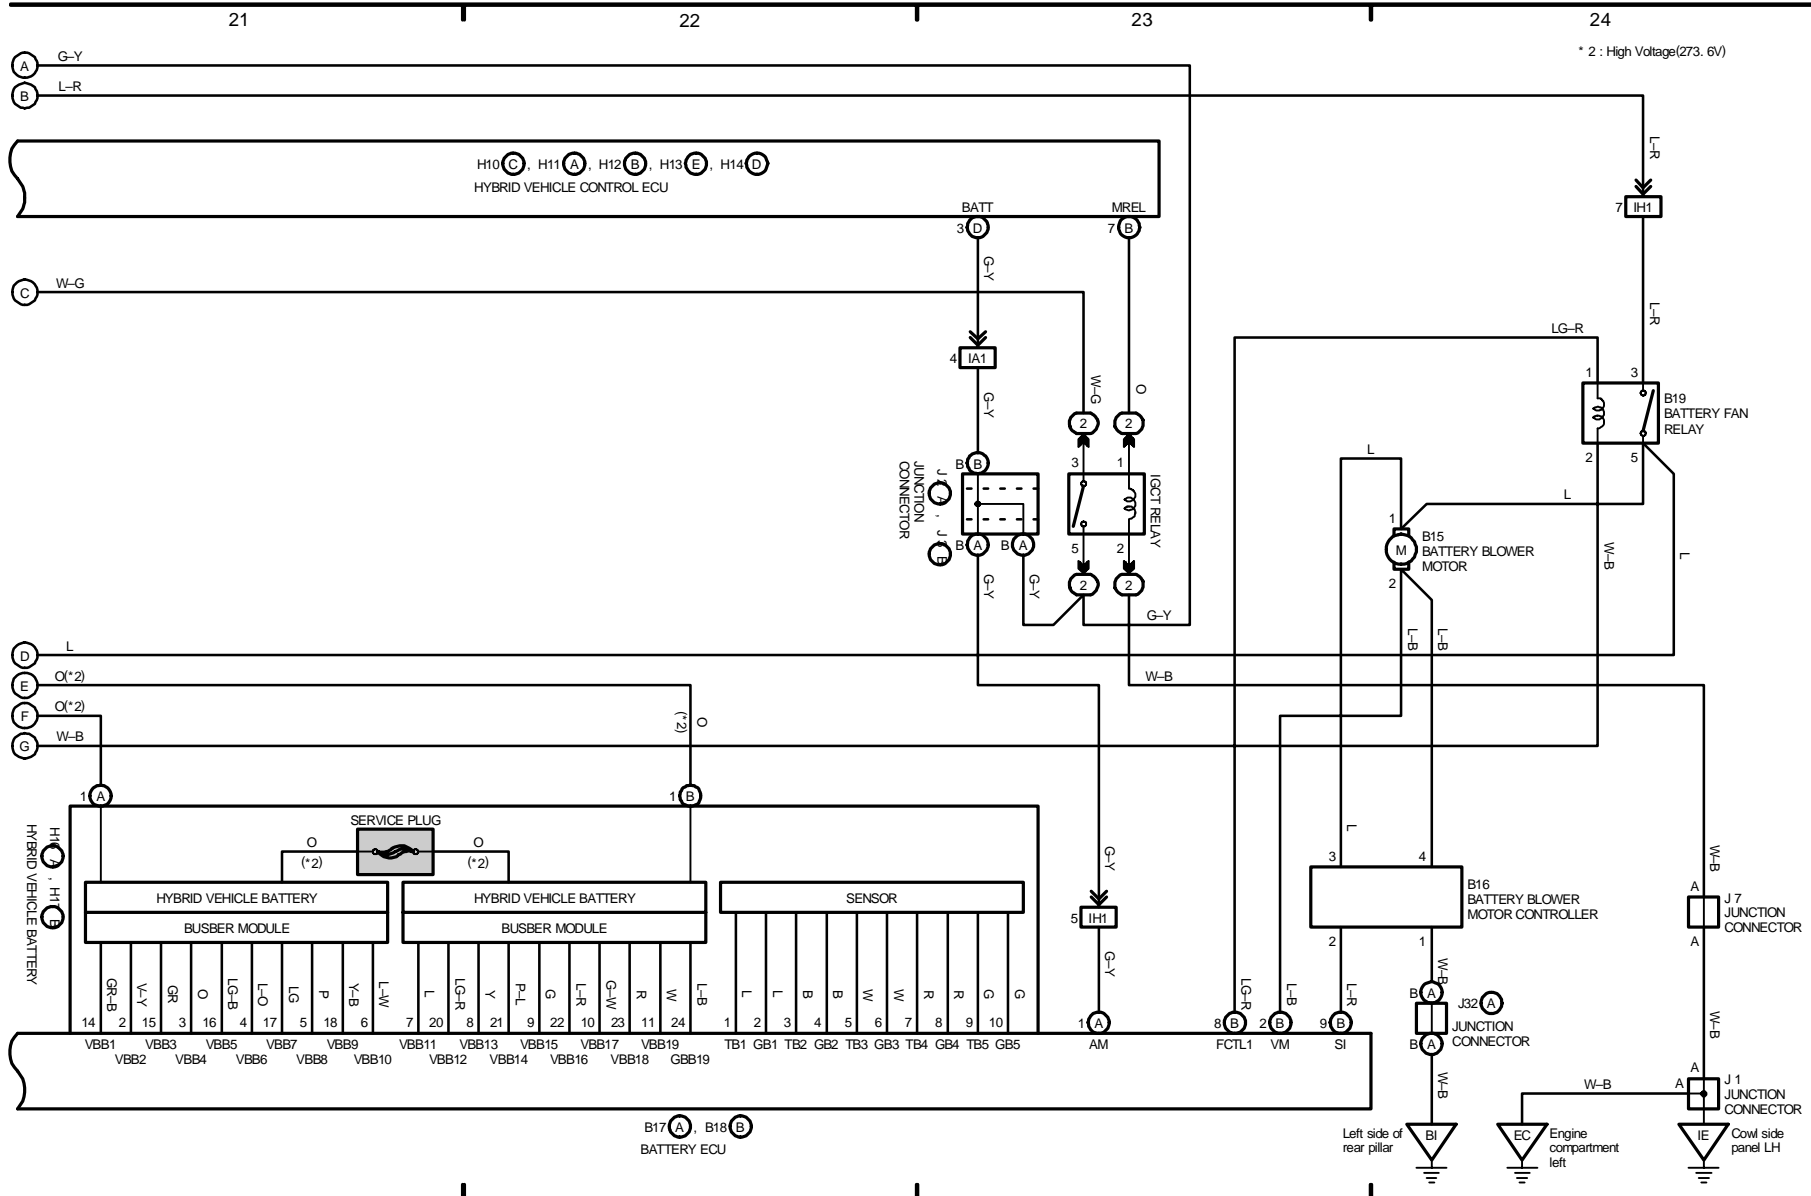 21 22 23 24
* 2 : High Voltage(273. 6V)
A G–Y
B L–R
H10 C , H11 A , H12 B , H13 E , H14 D
HYBRID VEHICLE CONTROL ECU
BATT MREL
3 D 7 B
L–R
7 IH1
G–Y
C W–G
L–R
LG–R
4 IA1
G–Y
W–G
O
2 2
1 3
B19
BATTERY FAN
RELAY
2 5
B B
3 1
J 2 A , J 3 B
JUNCTION
CONNECTOR
IGCT RELAY
B A B A
5 2
2 2
G–Y
G–Y
G–Y
L
L
1
M
B15
BATTERY BLOWER
MOTOR
2
W–B
L
L–B
L–B
D L
E O(*2)
W–B
F O(*2)
O
(*2)
G W–B
1 A
1 B
H16 A , H17 B
HYBRID VEHICLE BATTERY
SERVICE PLUG
O
(*2)
O
(*2)
HYBRID VEHICLE BATTERY
HYBRID VEHICLE BATTERY
SENSOR
BUSBER MODULE
BUSBER MODULE
G–Y
5 IH1
G–Y
L
3 4
B16
BATTERY BLOWER
MOTOR CONTROLLER
2 1
W–B
A
J 7
JUNCTION
CONNECTOR
A
GR–B V–Y GR O LG–B L–O LG P Y–B L–W L LG–R Y P–L G L–R G–W R W L–B L L B B W W R R G G
LG–R L–B L–R W–B
B A
J32 A
JUNCTION
CONNECTOR
B A
W–B
W–B
14 2 15 3 16 4 17 5 18 6 7 20 8 21 9 22 10 23 11 24 1 2 3 4 5 6 7 8 9 10 1 A 8 B 2 B 9 B
VBB1 VBB3 VBB5 VBB7 VBB9 VBB11 VBB13 VBB15 VBB17 VBB19 TB1 GB1 TB2 GB2 TB3 GB3 TB4 GB4 TB5 GB5 AM FCTL1 VM SI
VBB2 VBB4 VBB6 VBB8 VBB10 VBB12 VBB14 VBB16 VBB18 GBB19
W–B
A
A
J 1
JUNCTION
CONNECTOR
B17 A , B18 B
BATTERY ECU
Left side of
rear pillar
BI
EC
Engine
compartment
left
IE
Cowl side
panel LH